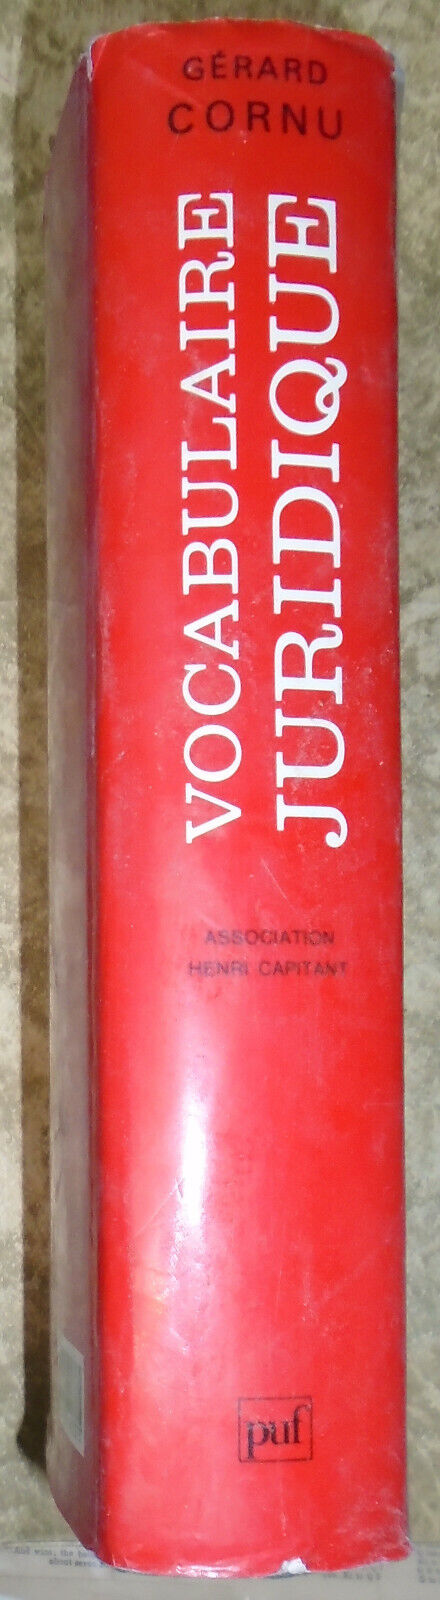 GÉRARD
CORNU
VOCABULAIRE
JURIDIQUE
ASSOCIATION
HENRI CAPITANT
puf